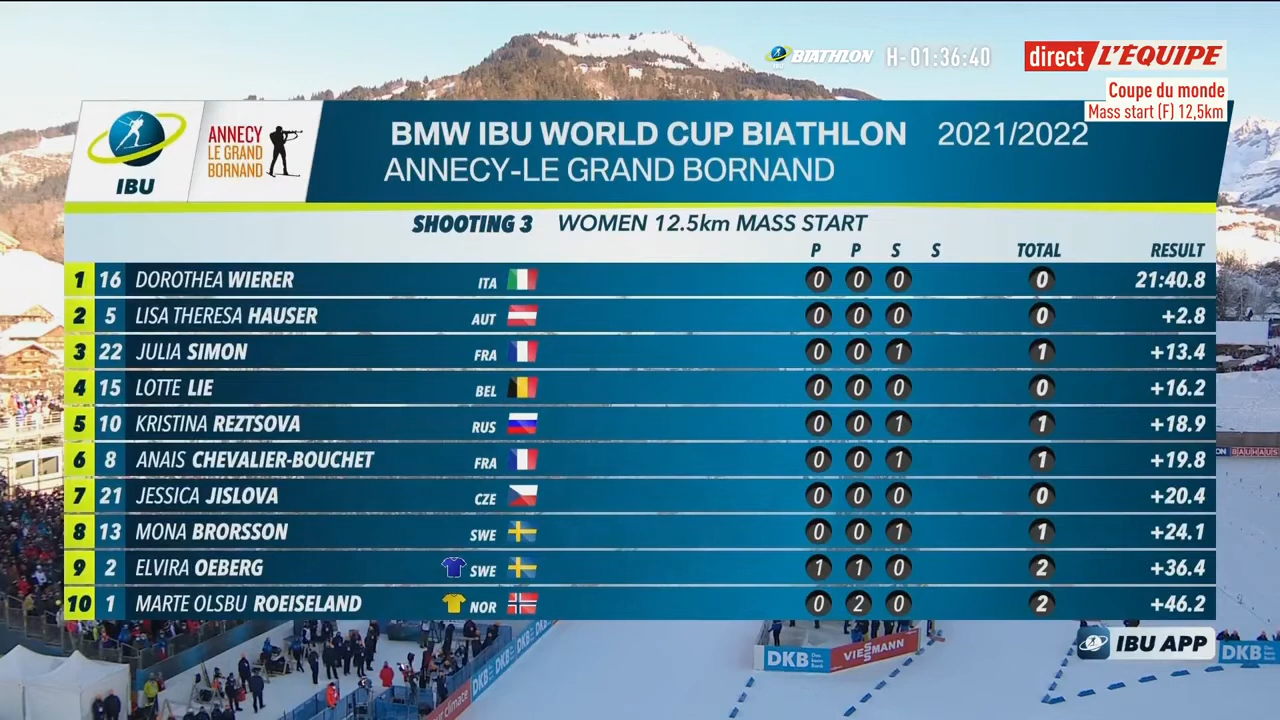 IBU BIATHLON H-01:36:40 direct L'ÉQUIPE
Coupe du monde
Mass start (F) 12,5km
IBU
ANNECY
LE GRAND
BORNAND
BMW IBU WORLD CUP BIATHLON 2021/2022
ANNECY-LE GRAND BORNAND
SHOOTING 3 WOMEN 12.5km MASS START
P P S S TOTAL RESULT
1 16 DOROTHEA WIERER ITA 0 0 0 0 21:40.8
2 5 LISA THERESA HAUSER AUT 0 0 0 0 +2.8
3 22 JULIA SIMON FRA 0 0 1 1 +13.4
4 15 LOTTE LIE BEL 0 0 0 0 +16.2
5 10 KRISTINA REZTSOVA RUS 0 0 1 1 +18.9
6 8 ANAIS CHEVALIER-BOUCHET FRA 0 0 1 1 +19.8
7 21 JESSICA JISLOVA CZE 0 0 0 0 +20.4
8 13 MONA BRORSSON SWE 0 0 1 1 +24.1
9 2 ELVIRA OEBERG SWE 1 1 0 2 +36.4
10 1 MARTE OLSBU ROEISELAND NOR 0 2 0 2 +46.2
BAUHAUS
IBU APP
DKB
VIESSMANN
DKB
DKB
DKB
DKB